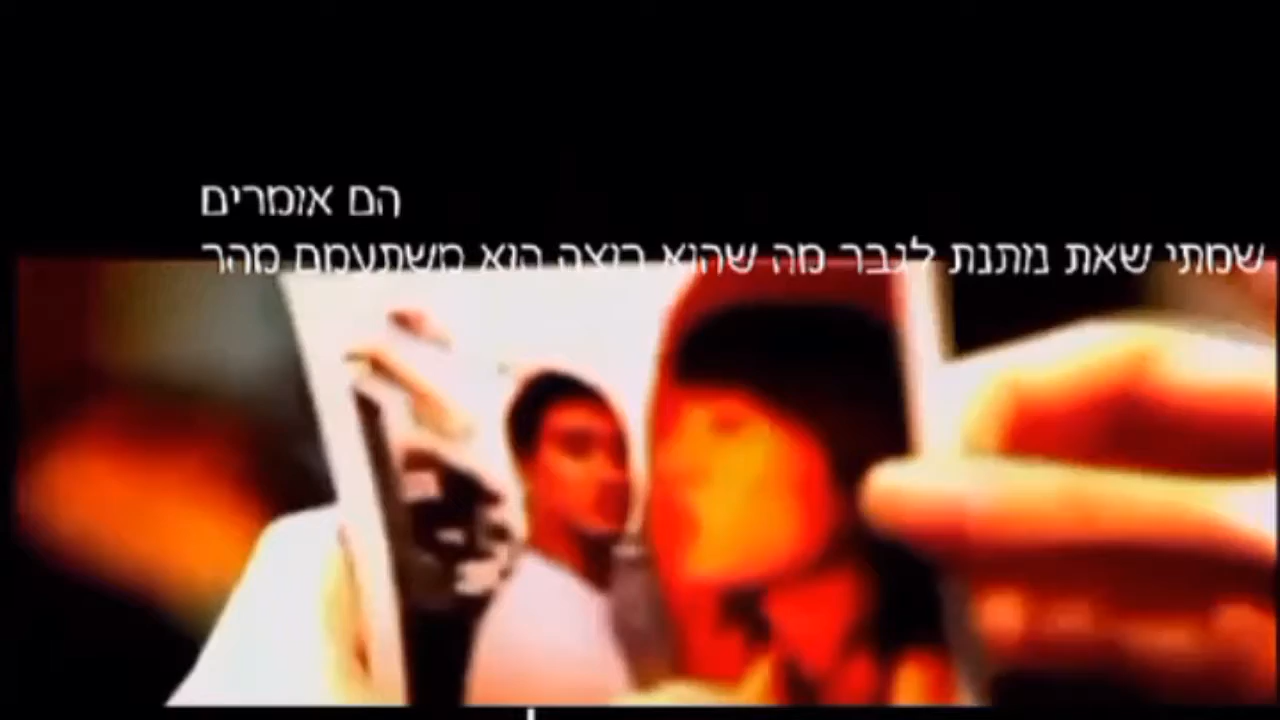 הם אומרים
שמתי שאת נותנת לגבר מה שהוא רוצה הוא משתעמם מהר